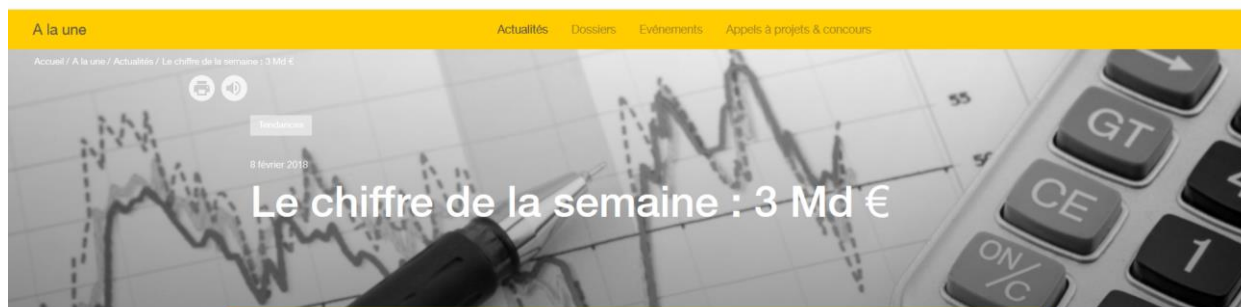 A la une
Actualités Dossiers Evénements Appels à projets & concours
Accueil / A la une / Actualités / Le chiffre de la semaine : 3 Md €
Tendances
8 février 2018
Le chiffre de la semaine : 3 Md €
55
GT
CE
ON/C
4
1